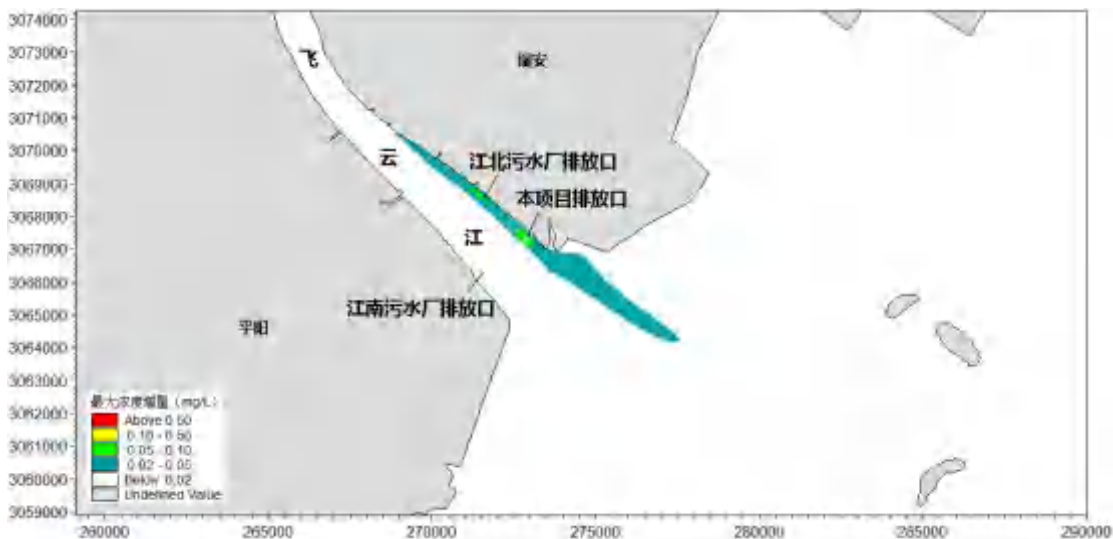 3074000
3073000
3072000
3071000
3070000
3069000
3068000
3067000
3066000
3065000
3064000
3063000
3062000
3061000
3060000
3059000
飞
云
江
瑞安
江北污水厂排放口
本项目排放口
江南污水厂排放口
平阳
最大浓度增量(mg/L)
Above 0.50
0.10 - 0.50
0.05 - 0.10
0.02 - 0.05
Below 0.02
Undefined Value
260000
265000
270000
275000
280000
285000
290000